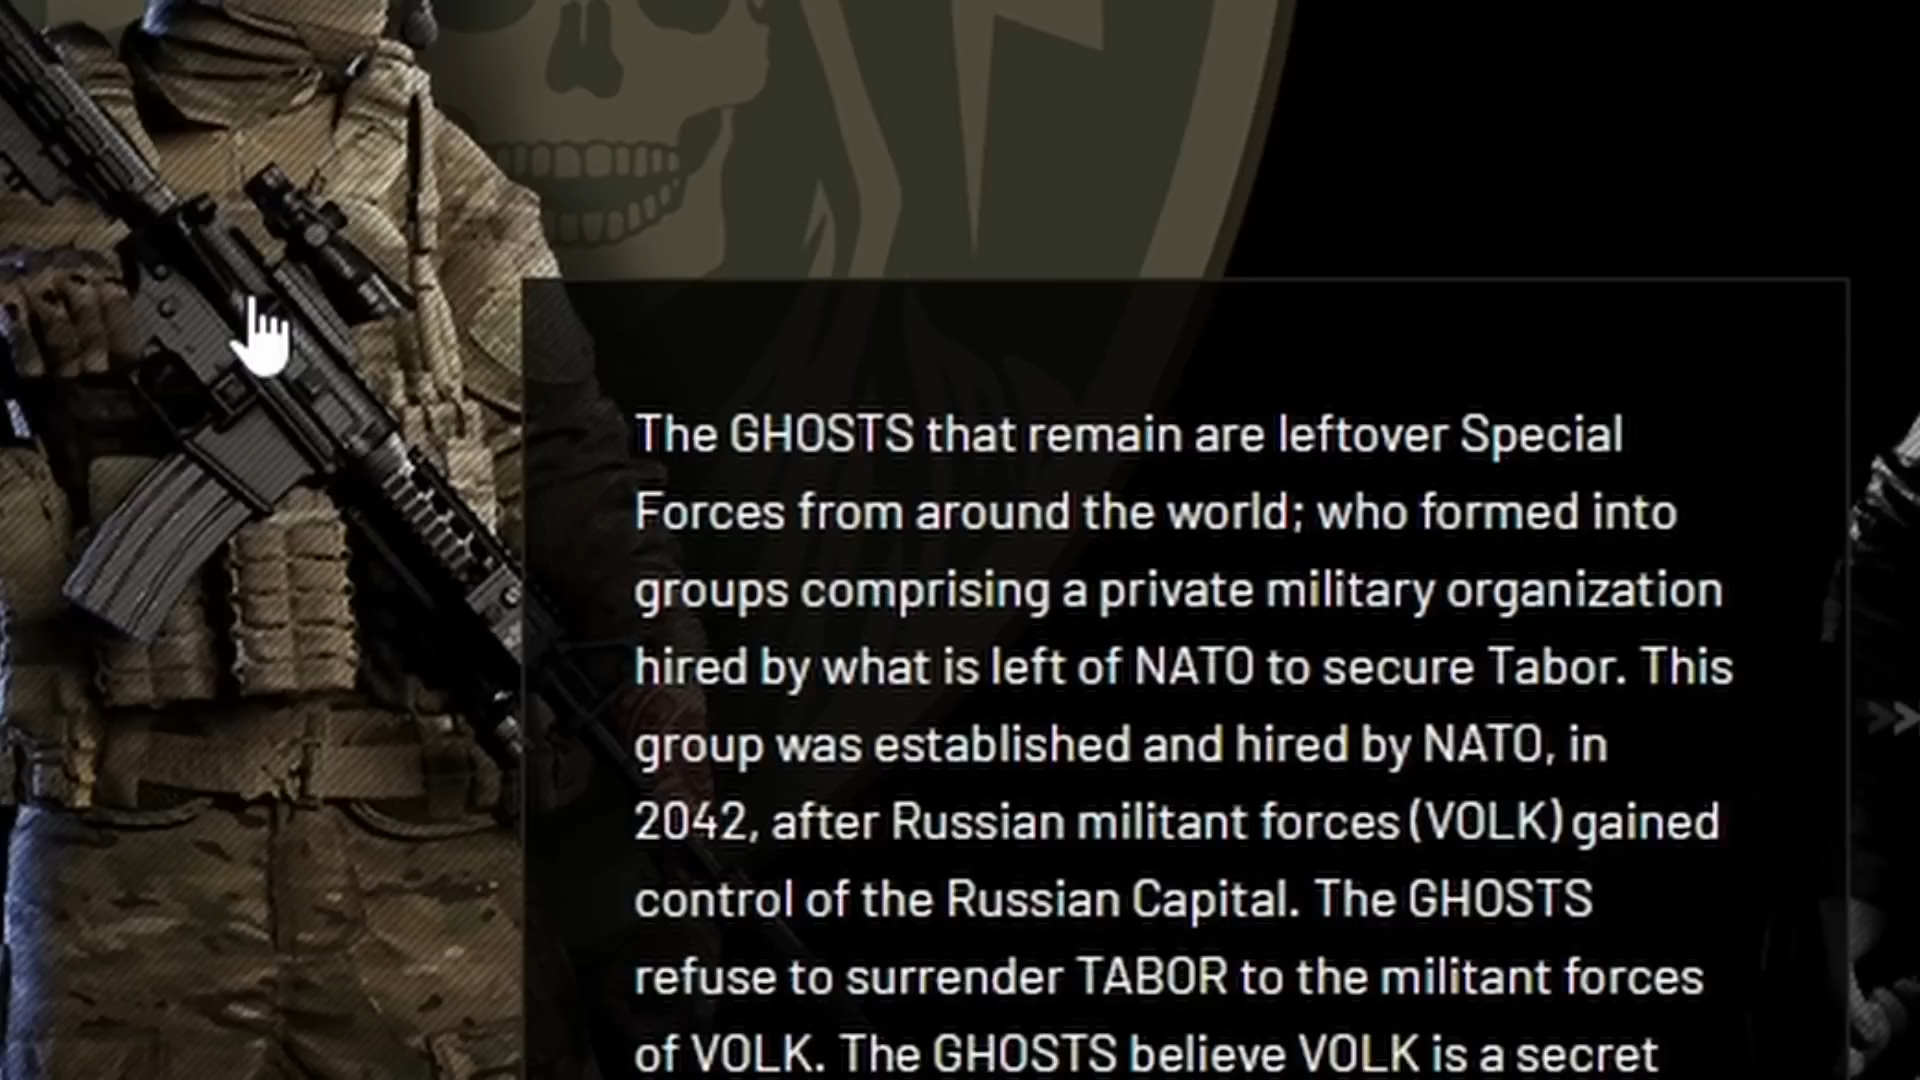 The GHOSTS that remain are leftover Special
Forces from around the world; who formed into
groups comprising a private military organization
hired by what is left of NATO to secure Tabor. This
group was established and hired by NATO, in
2042, after Russian militant forces (VOLK) gained
control of the Russian Capital. The GHOSTS
refuse to surrender TABOR to the militant forces
of VOLK. The GHOSTS believe VOLK is a secret